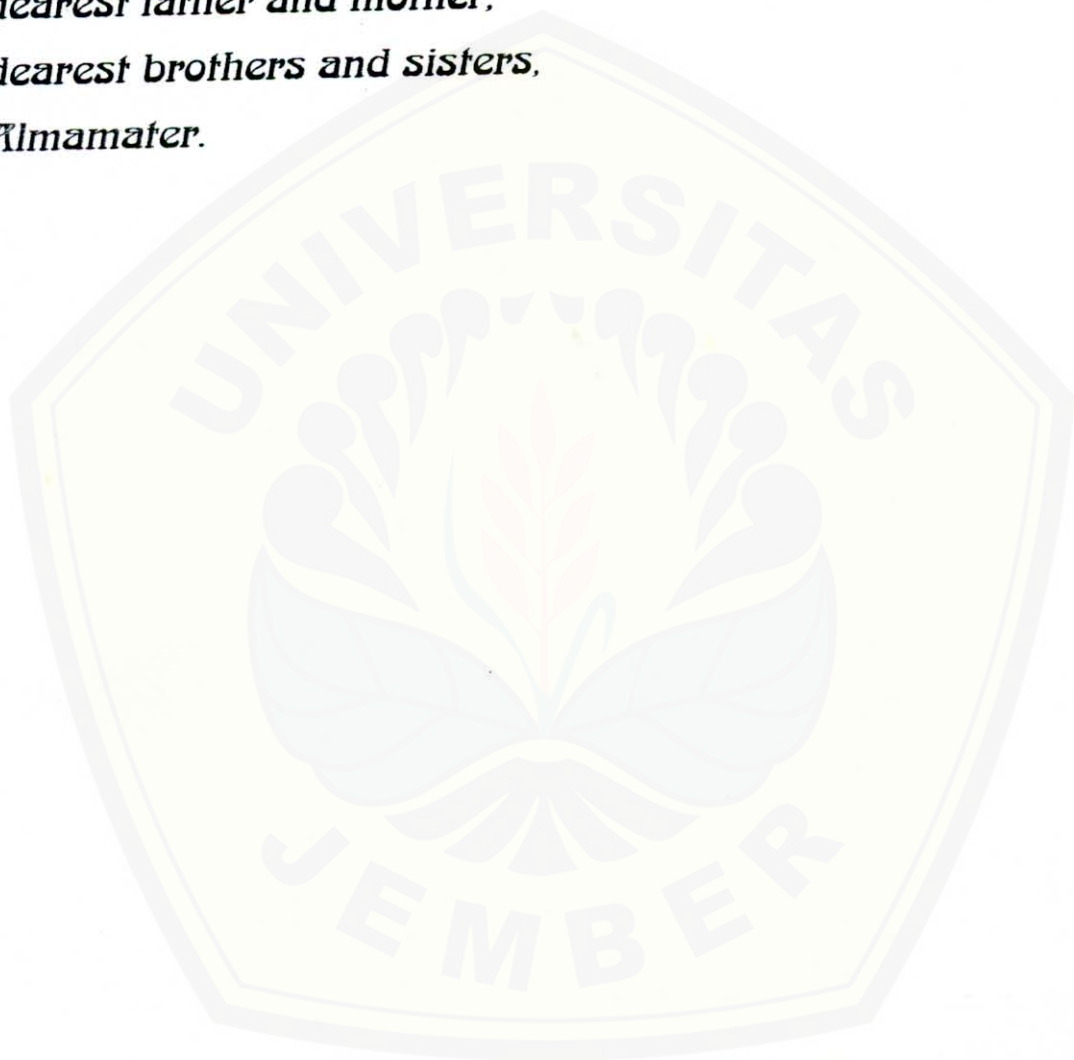 dearest father and mother,
dearest brothers and sisters,
Almamater.
UNIVERSITAS
JEMBER